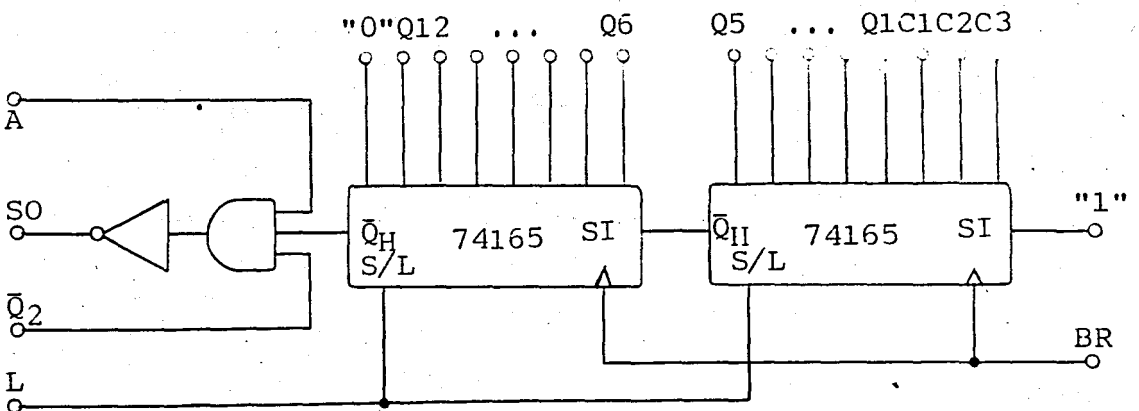 "0"Q12 ... Q6 Q5 ... Q1C1C2C3
A
SO
Q̄H 74165 SI
S/L
Q̄H 74165 SI
S/L
"1"
Q̄2
BR
L